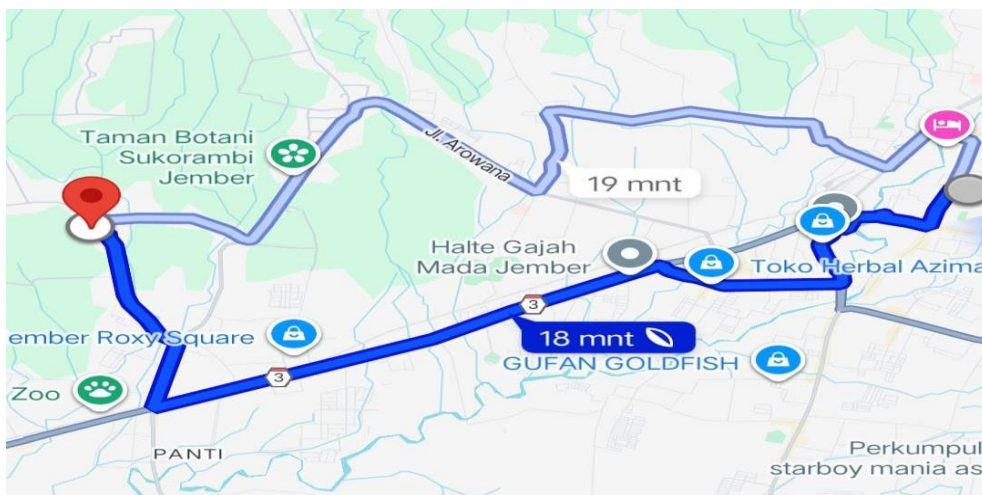 Taman Botani
Sukorambi
Jember
Jl. Arowana
19 mnt
Halte Gajah
Mada Jember
Toko Herbal Azima
3
ember Roxy Square
18 mnt
GUFAN GOLDFISH
3
Zoo
PANTI
Perkumpul
starboy mania as